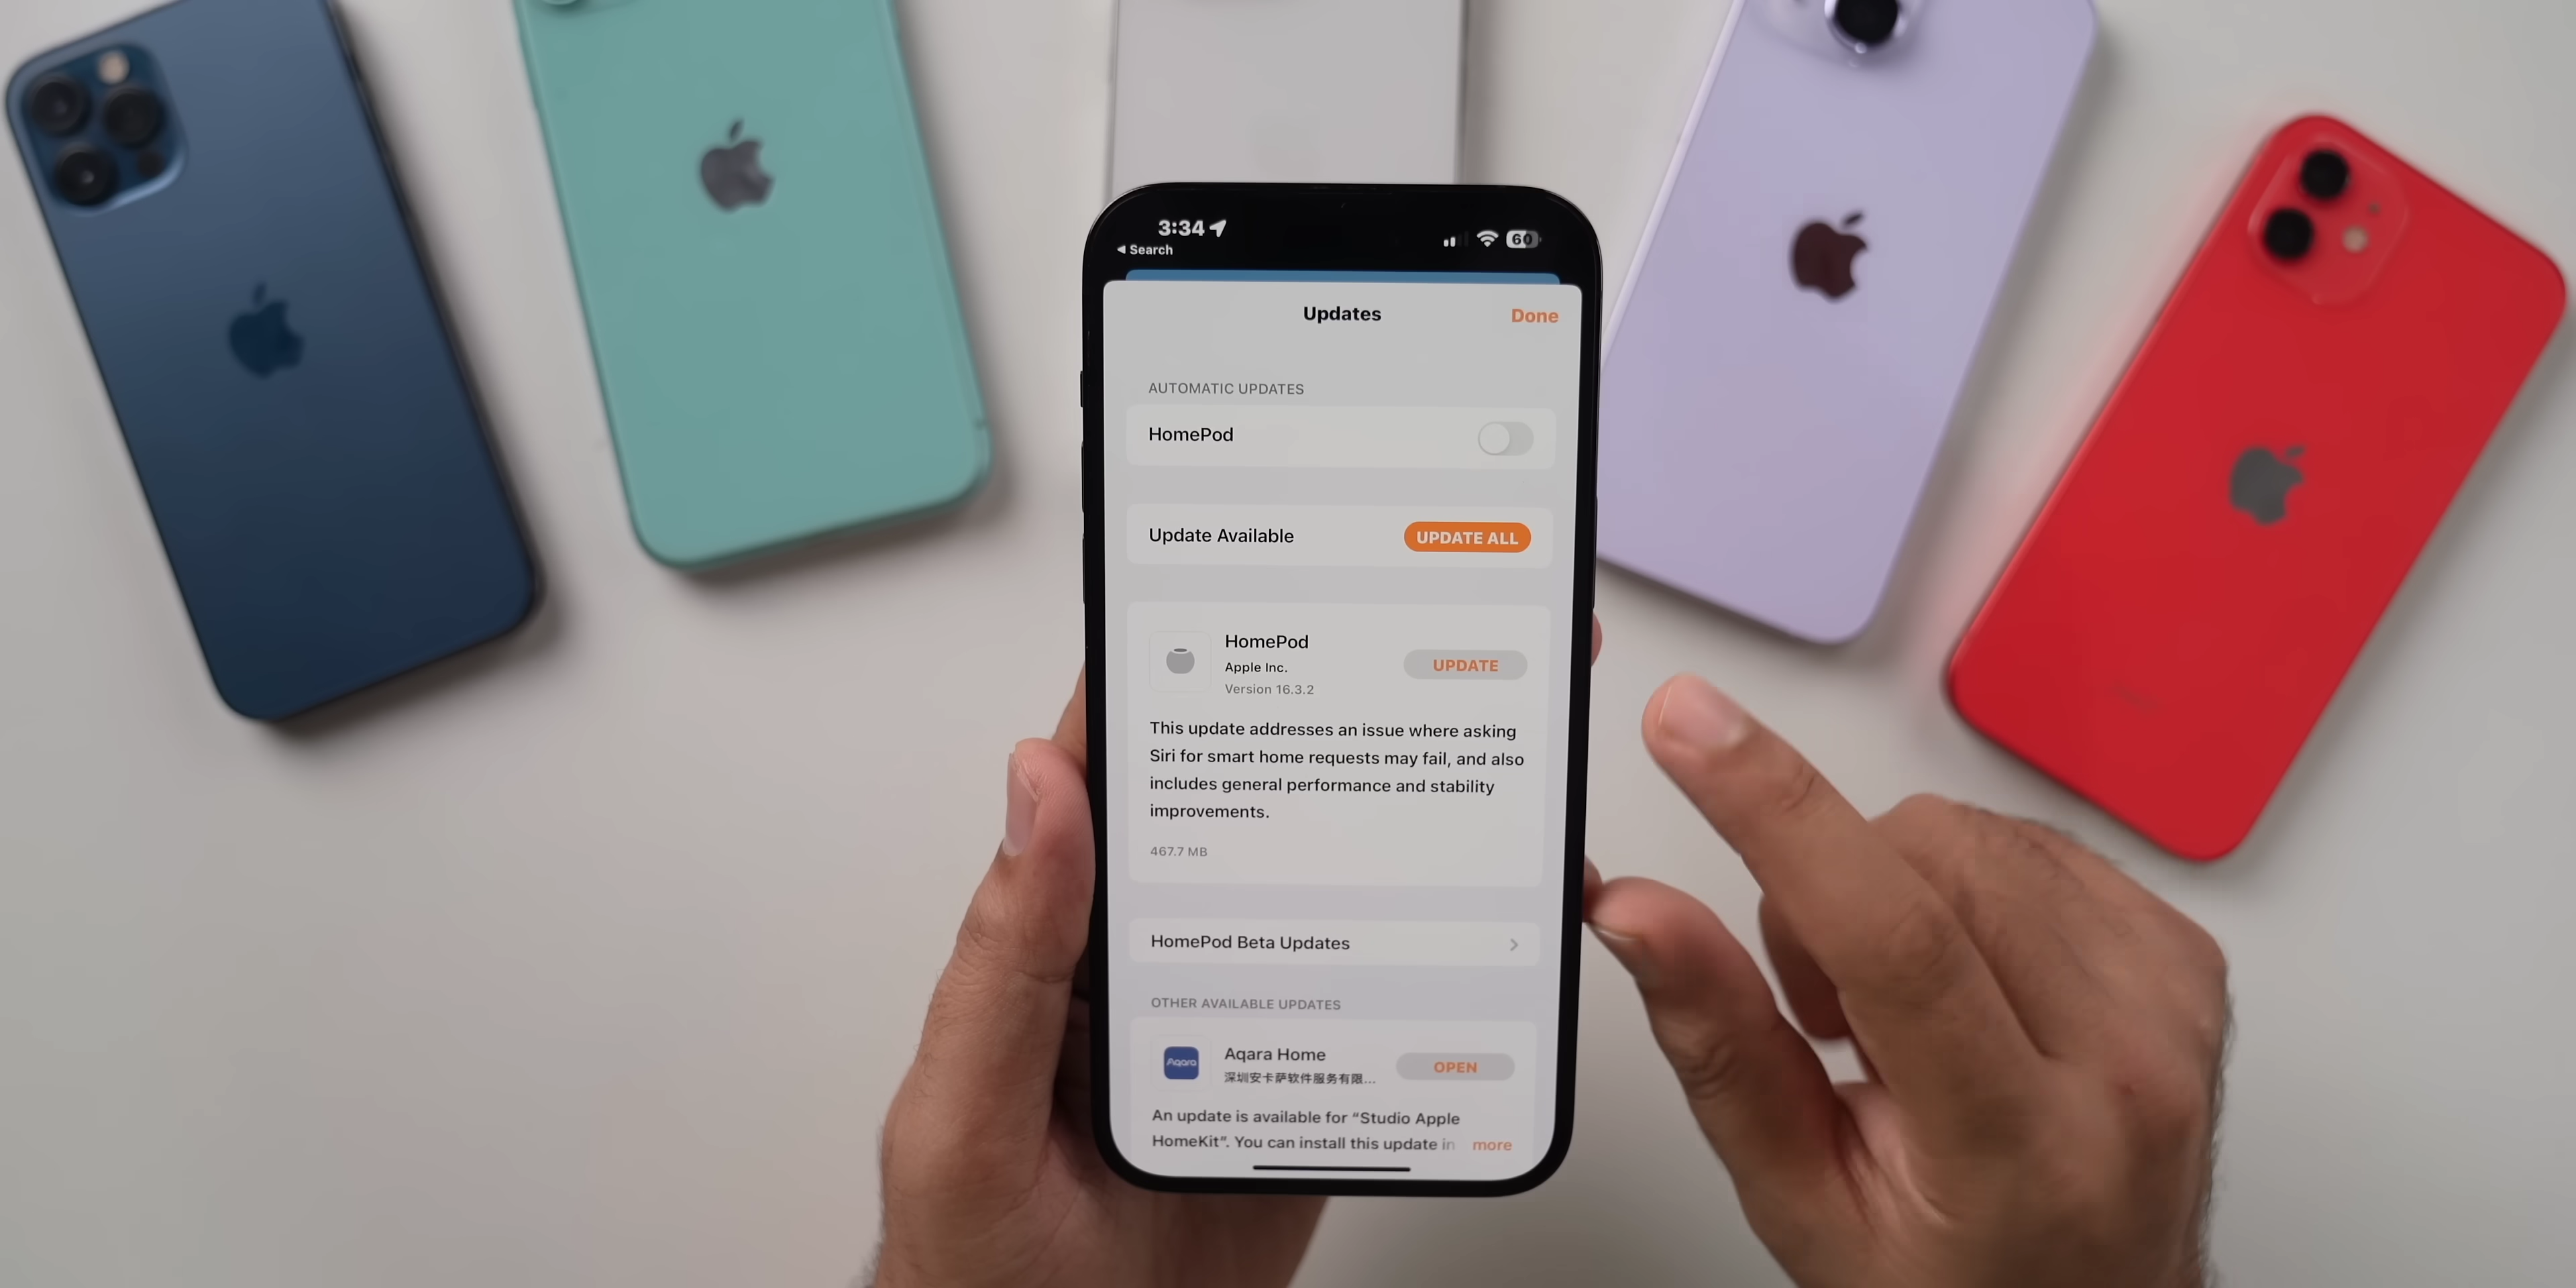 3:34
60
◀ Search
Updates
Done
AUTOMATIC UPDATES
HomePod
Update Available
UPDATE ALL
HomePod
Apple Inc.
Version 16.3.2
UPDATE
This update addresses an issue where asking
Siri for smart home requests may fail, and also
includes general performance and stability
improvements.
467.7 MB
HomePod Beta Updates
OTHER AVAILABLE UPDATES
Aqara
Aqara Home
深圳安卡萨软件服务有限...
OPEN
An update is available for “Studio Apple
HomeKit”. You can install this update in
more